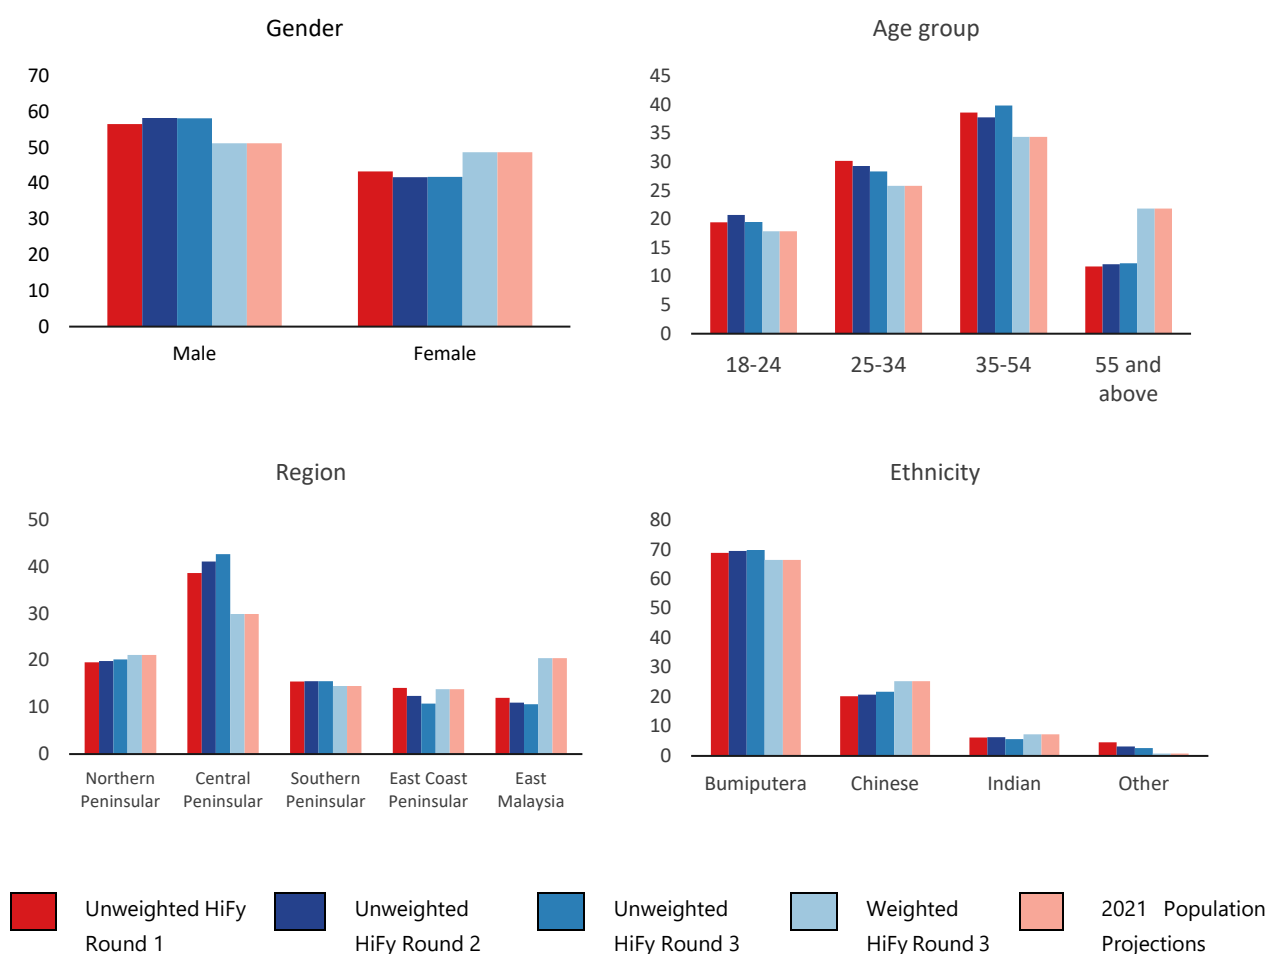 Gender
70
60
50
40
30
20
10
0
Male
Female
Age group
45
40
35
30
25
20
15
10
5
0
18-24
25-34
35-54
55 and
above
Region
50
40
30
20
10
0
Northern
Peninsular
Central
Peninsular
Southern
Peninsular
East Coast
Peninsular
East
Malaysia
Ethnicity
80
70
60
50
40
30
20
10
0
Bumiputera
Chinese
Indian
Other
Unweighted HiFy
Round 1
Unweighted
HiFy Round 2
Unweighted
HiFy Round 3
Weighted
HiFy Round 3
2021 Population
Projections